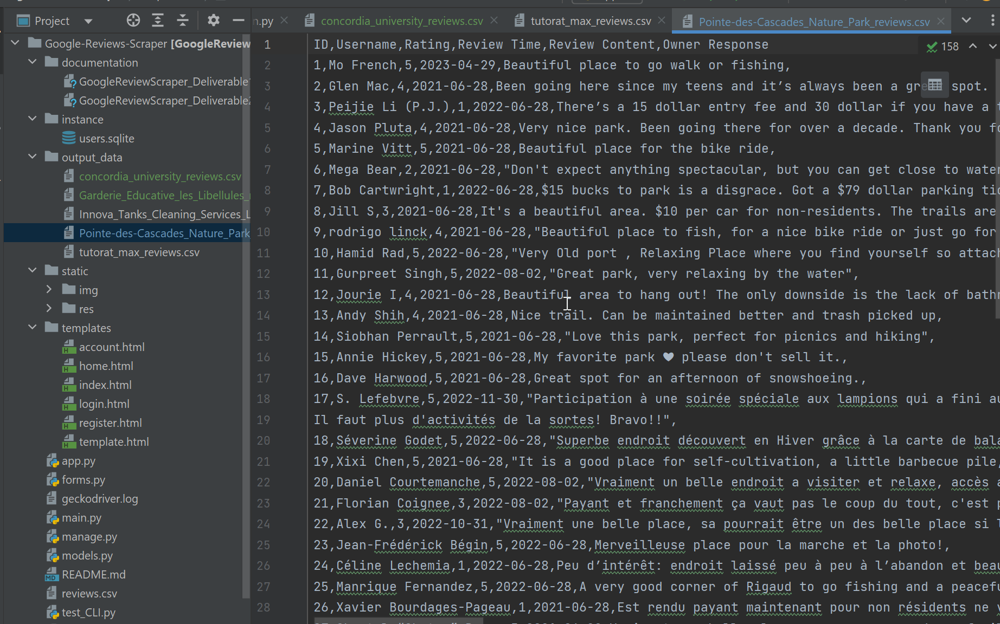 Project
n.py
concordia_university_reviews.csv
tutorat_max_reviews.csv
Pointe-des-Cascades_Nature_Park_reviews.csv
Google-Reviews-Scraper [GoogleReview
documentation
GoogleReviewScraper_Deliverable
GoogleReviewScraper_Deliverable
instance
users.sqlite
output_data
concordia_university_reviews.csv
Garderie_Educative_les_Libellules_
Innova_Tanks_Cleaning_Services_L
Pointe-des-Cascades_Nature_Park
tutorat_max_reviews.csv
static
img
res
templates
account.html
home.html
index.html
login.html
register.html
template.html
app.py
forms.py
geckodriver.log
main.py
manage.py
models.py
README.md
reviews.csv
test_CLI.py
158
1 ID,Username,Rating,Review Time,Review Content,Owner Response
2 1,Mo French,5,2023-04-29,Beautiful place to go walk or fishing,
3 2,Glen Mac,4,2021-06-28,Been going here since my teens and it’s always been a gre spot.
4 3,Peijie Li (P.J.),1,2022-06-28,There’s a 15 dollar entry fee and 30 dollar if you have a
5 4,Jason Pluta,4,2021-06-28,Very nice park. Been going there for over a decade. Thank you fo
6 5,Marine Vitt,5,2021-06-28,Beautiful place for the bike ride,
7 6,Mega Bear,2,2021-06-28,"Don't expect anything spectacular, but you can get close to water
8 7,Bob Cartwright,1,2022-06-28,$15 bucks to park is a disgrace. Got a $79 dollar parking tic
9 8,Jill S,3,2021-06-28,It's a beautiful area. $10 per car for non-residents. The trails are
10 9,rodrigo linck,4,2021-06-28,"Beautiful place to fish, for a nice bike ride or just go for
11 10,Hamid Rad,5,2022-06-28,"Very Old port , Relaxing Place where you find yourself so attach
12 11,Gurpreet Singh,5,2022-08-02,"Great park, very relaxing by the water",
13 12,Jourie I,4,2021-06-28,Beautiful area to hang out! The only downside is the lack of bathr
14 13,Andy Shih,4,2021-06-28,Nice trail. Can be maintained better and trash picked up,
15 14,Siobhan Perrault,5,2021-06-28,"Love this park, perfect for picnics and hiking",
16 15,Annie Hickey,5,2021-06-28,My favorite park 🖤 please don't sell it.,
17 16,Dave Harwood,5,2021-06-28,Great spot for an afternoon of snowshoeing.,
18 17,S. Lefebvre,5,2022-11-30,"Participation à une soirée spéciale aux lampions qui a fini au
19 Il faut plus d'activités de la sortes! Bravo!!",
20 18,Séverine Godet,5,2022-06-28,"Superbe endroit découvert en Hiver grâce à la carte de bala
21 19,Xixi Chen,5,2021-06-28,"It is a good place for self-cultivation, a little barbecue pile,
22 20,Daniel Courtemanche,5,2022-08-02,"Vraiment un belle endroit a visiter et relaxe, accès a
23 21,Florian Coignee,3,2022-08-02,"Payant et franchement ça vaut pas le coup du tout, c'est p
24 22,Alex G.,3,2022-10-31,"Vraiment une belle place, sa pourrait être un des belle place si l
25 23,Jean-Frédérick Bégin,5,2022-06-28,Merveilleuse place pour la marche et la photo!,
26 24,Céline Lechemia,1,2022-06-28,Peu d’intérêt: endroit laissé peu à peu à l’abandon et beau
27 25,Manrique Fernandez,5,2022-06-28,A very good corner of Rigaud to go fishing and a peacefu
28 26,Xavier Bourdages-Pageau,1,2021-06-28,Est rendu payant maintenant pour non résidents ne v